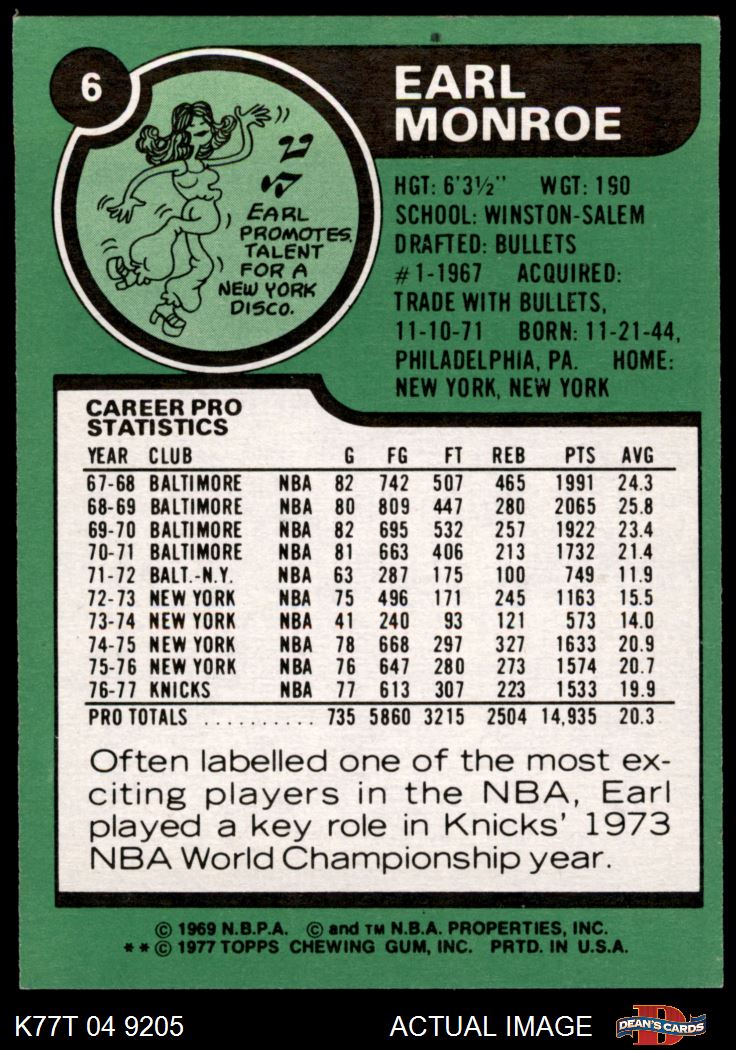 6
EARL
MONROE
EARL
PROMOTES
TALENT
FOR A
NEW YORK
DISCO.
HGT: 6'3½" WGT: 190
SCHOOL: WINSTON-SALEM
DRAFTED: BULLETS
#1-1967 ACQUIRED:
TRADE WITH BULLETS,
11-10-71 BORN: 11-21-44,
PHILADELPHIA, PA. HOME:
NEW YORK, NEW YORK
CAREER PRO
STATISTICS
YEAR CLUB G FG FT REB PTS AVG
67-68 BALTIMORE NBA 82 742 507 465 1991 24.3
68-69 BALTIMORE NBA 80 809 447 280 2065 25.8
69-70 BALTIMORE NBA 82 695 532 257 1922 23.4
70-71 BALTIMORE NBA 81 663 406 213 1732 21.4
71-72 BALT.-N.Y. NBA 63 287 175 100 749 11.9
72-73 NEW YORK NBA 75 496 171 245 1163 15.5
73-74 NEW YORK NBA 41 240 93 121 573 14.0
74-75 NEW YORK NBA 78 668 297 327 1633 20.9
75-76 NEW YORK NBA 76 647 280 273 1574 20.7
76-77 KNICKS NBA 77 613 307 223 1533 19.9
PRO TOTALS .......... 735 5860 3215 2504 14,935 20.3
Often labelled one of the most ex-
citing players in the NBA, Earl
played a key role in Knicks' 1973
NBA World Championship year.
© 1969 N.B.P.A. © and TM N.B.A. PROPERTIES, INC.
** © 1977 TOPPS CHEWING GUM, INC. PRTD. IN U.S.A.
K77T 04 9205 ACTUAL IMAGE D DEAN'S CARDS